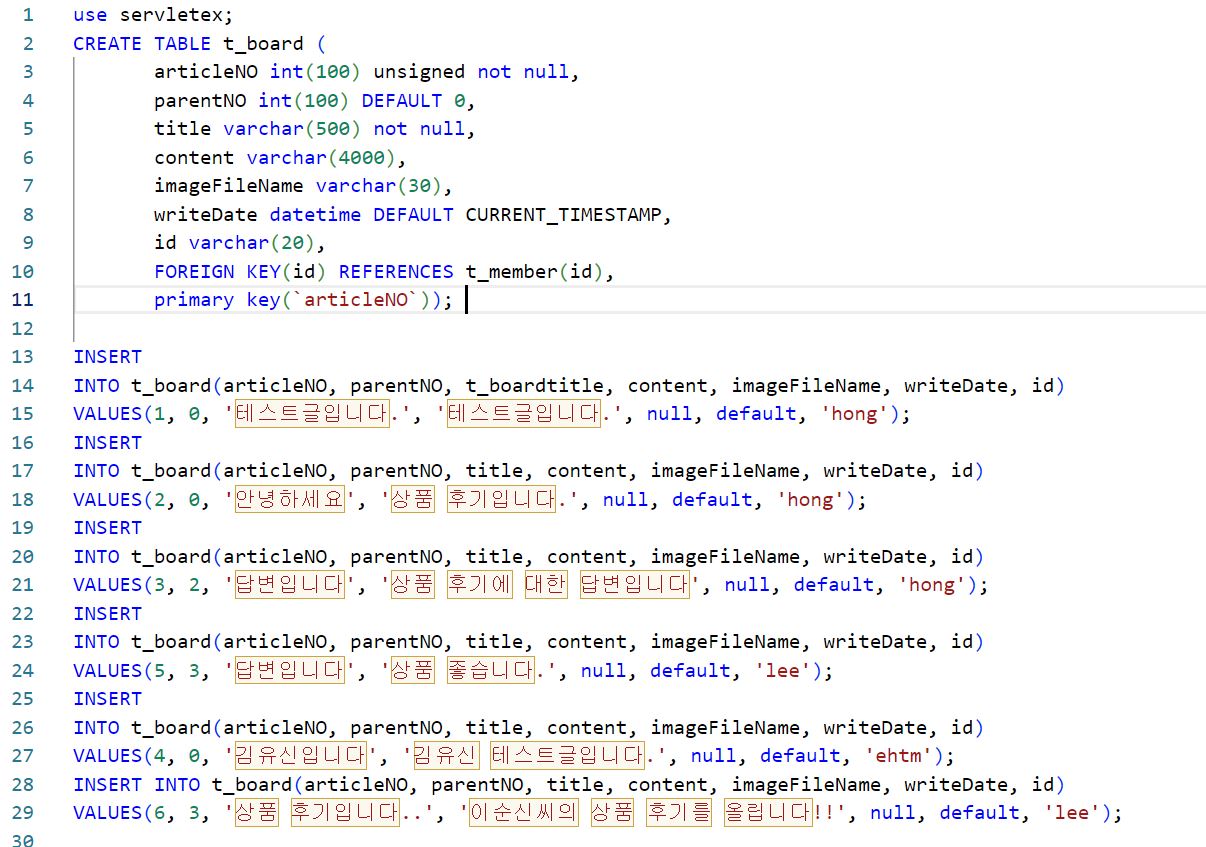 1 use servletex;
2 CREATE TABLE t_board (
3 articleNO int(100) unsigned not null,
4 parentNO int(100) DEFAULT 0,
5 title varchar(500) not null,
6 content varchar(4000),
7 imageFileName varchar(30),
8 writeDate datetime DEFAULT CURRENT_TIMESTAMP,
9 id varchar(20),
10 FOREIGN KEY(id) REFERENCES t_member(id),
11 primary key(`articleNO`));
12
13 INSERT
14 INTO t_board(articleNO, parentNO, t_boardtitle, content, imageFileName, writeDate, id)
15 VALUES(1, 0, '테스트글입니다.', '테스트글입니다.', null, default, 'hong');
16 INSERT
17 INTO t_board(articleNO, parentNO, title, content, imageFileName, writeDate, id)
18 VALUES(2, 0, '안녕하세요', '상품 후기입니다.', null, default, 'hong');
19 INSERT
20 INTO t_board(articleNO, parentNO, title, content, imageFileName, writeDate, id)
21 VALUES(3, 2, '답변입니다', '상품 후기에 대한 답변입니다', null, default, 'hong');
22 INSERT
23 INTO t_board(articleNO, parentNO, title, content, imageFileName, writeDate, id)
24 VALUES(5, 3, '답변입니다', '상품 좋습니다.', null, default, 'lee');
25 INSERT
26 INTO t_board(articleNO, parentNO, title, content, imageFileName, writeDate, id)
27 VALUES(4, 0, '김유신입니다', '김유신 테스트글입니다.', null, default, 'ehtm');
28 INSERT INTO t_board(articleNO, parentNO, title, content, imageFileName, writeDate, id)
29 VALUES(6, 3, '상품 후기입니다..', '이순신씨의 상품 후기를 올립니다!!', null, default, 'lee');
30